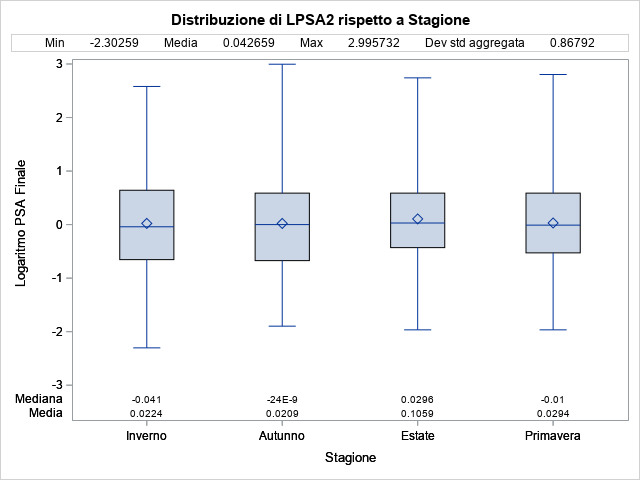 Distribuzione di LPSA2 rispetto a Stagione
Min -2.30259 Media 0.042659 Max 2.995732 Dev std aggregata 0.86792
Logaritmo PSA Finale
3
2
1
0
-1
-2
-3
Mediana -0.041 -24E-9 0.0296 -0.01
Media 0.0224 0.0209 0.1059 0.0294
Inverno Autunno Estate Primavera
Stagione